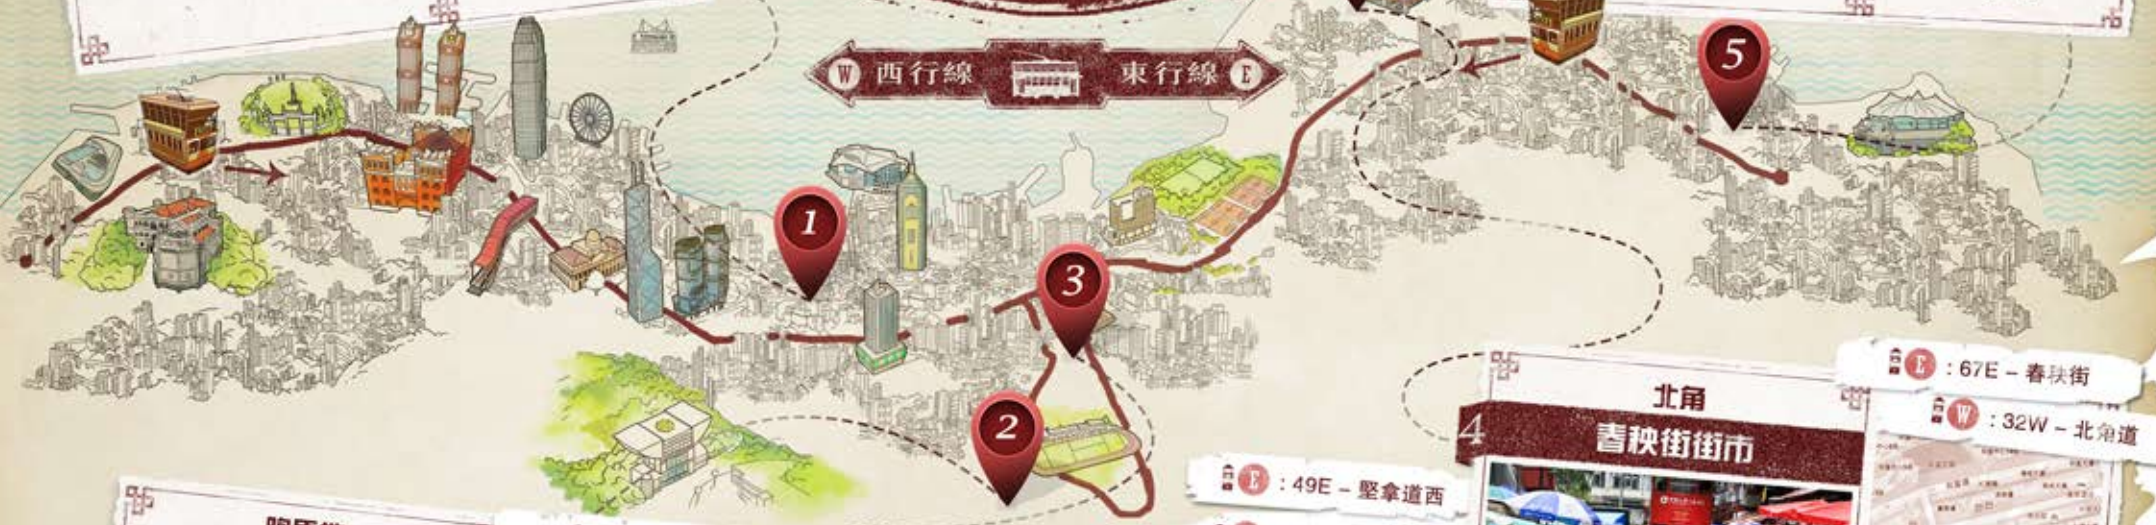 W 西行線
東行線 E
5
1
3
2
E : 67E – 春秧街
W : 32W – 北角道
北角
4
春秧街街市
E : 49E – 堅拿道西